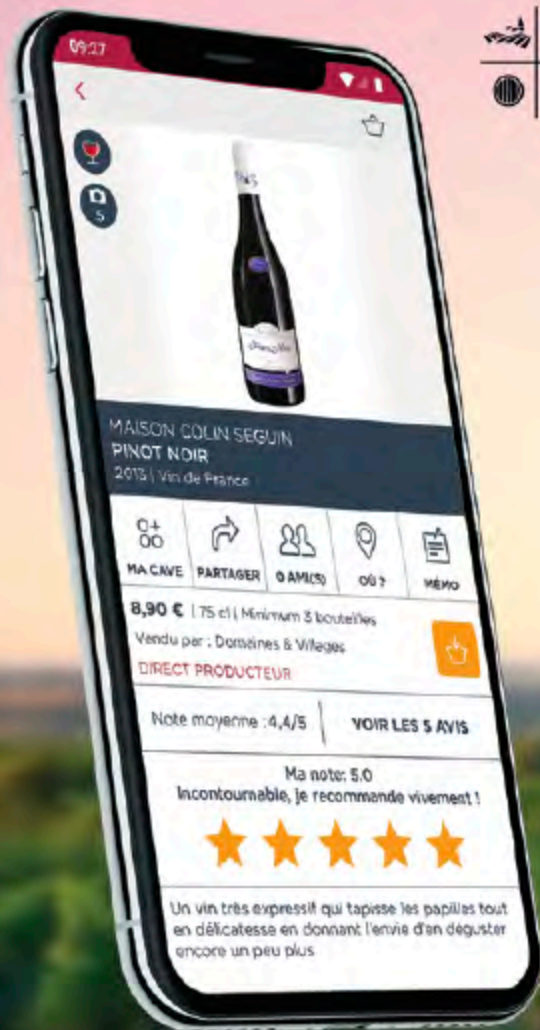 09:27
5
MAISON COLIN SEGUIN
PINOT NOIR
2013 | Vin de France
MA CAVE
PARTAGER
0 AMI(S)
OÙ ?
MÉMO
8,90 € | 75 cl | Minimum 3 bouteilles
Vendu par : Domaines & Villages
DIRECT PRODUCTEUR
Note moyenne : 4,4/5
VOIR LES 5 AVIS
Ma note: 5.0
Incontournable, je recommande vivement !
Un vin très expressif qui tapisse les papilles tout
en délicatesse en donnant l'envie d'en déguster
encore un peu plus